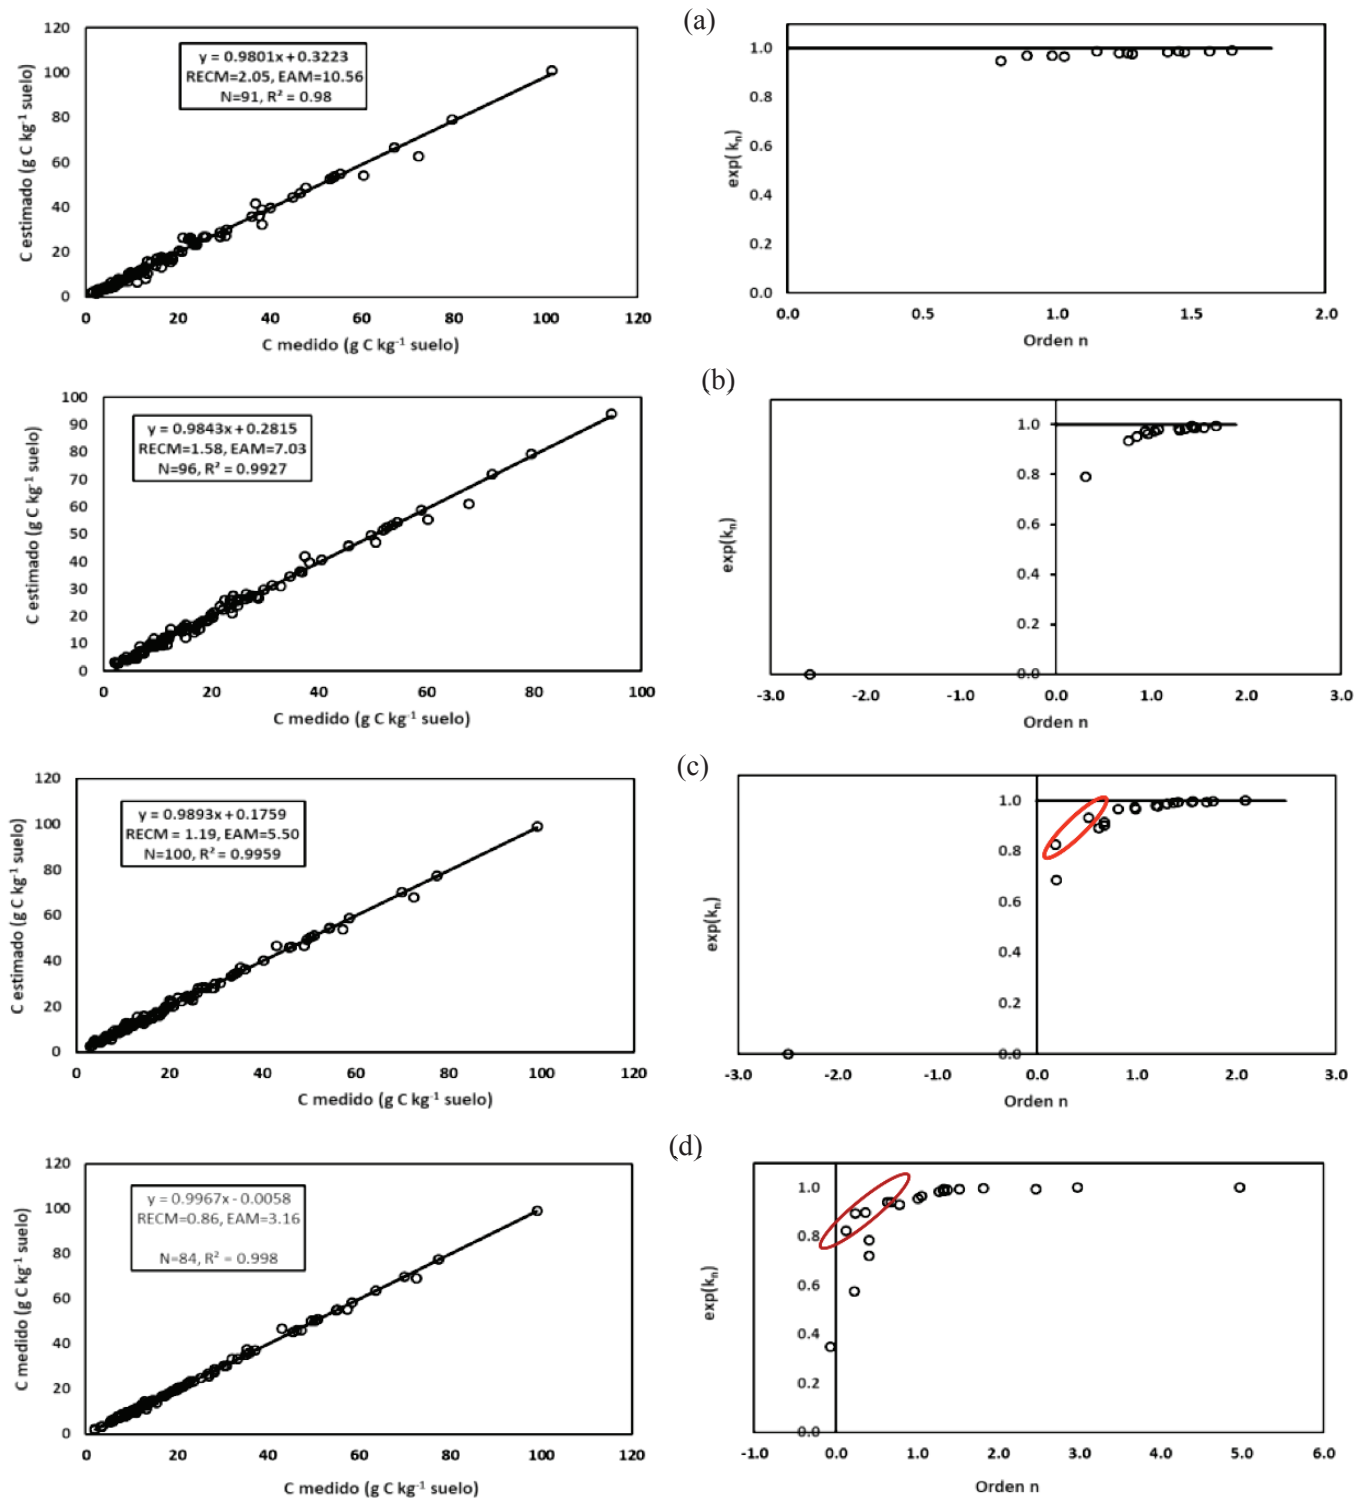 (a)
120
100
80
60
40
20
0
C estimado (g C kg⁻¹ suelo)
y = 0.9801x + 0.3223
RECM=2.05, EAM=10.56
N=91, R² = 0.98
0 20 40 60 80 100 120
C medido (g C kg⁻¹ suelo)
1.0
0.8
0.6
0.4
0.2
0.0
exp(kₙ)
0.0 0.5 1.0 1.5 2.0
Orden n
(b)
100
90
80
70
60
50
40
30
20
10
0
C estimado (g C kg⁻¹ suelo)
y = 0.9843x + 0.2815
RECM=1.58, EAM=7.03
N=96, R² = 0.9927
0 20 40 60 80 100
C medido (g C kg⁻¹ suelo)
1.0
0.8
0.6
0.4
0.2
0.0
exp(kₙ)
-3.0 -2.0 -1.0 0.0 1.0 2.0 3.0
Orden n
(c)
120
100
80
60
40
20
0
C estimado (g C kg⁻¹ suelo)
y = 0.9893x + 0.1759
RECM = 1.19, EAM=5.50
N=100, R² = 0.9959
0 20 40 60 80 100 120
C medido (g C kg⁻¹ suelo)
1.0
0.8
0.6
0.4
0.2
0.0
exp(kₙ)
-3.0 -2.0 -1.0 0.0 1.0 2.0 3.0
Orden n
(d)
120
100
80
60
40
20
0
C medido (g C kg⁻¹ suelo)
y = 0.9967x - 0.0058
RECM=0.86, EAM=3.16
N=84, R² = 0.998
0 20 40 60 80 100 120
C medido (g C kg⁻¹ suelo)
1.0
0.8
0.6
0.4
0.2
0.0
exp(kₙ)
-1.0 0.0 1.0 2.0 3.0 4.0 5.0 6.0
Orden n